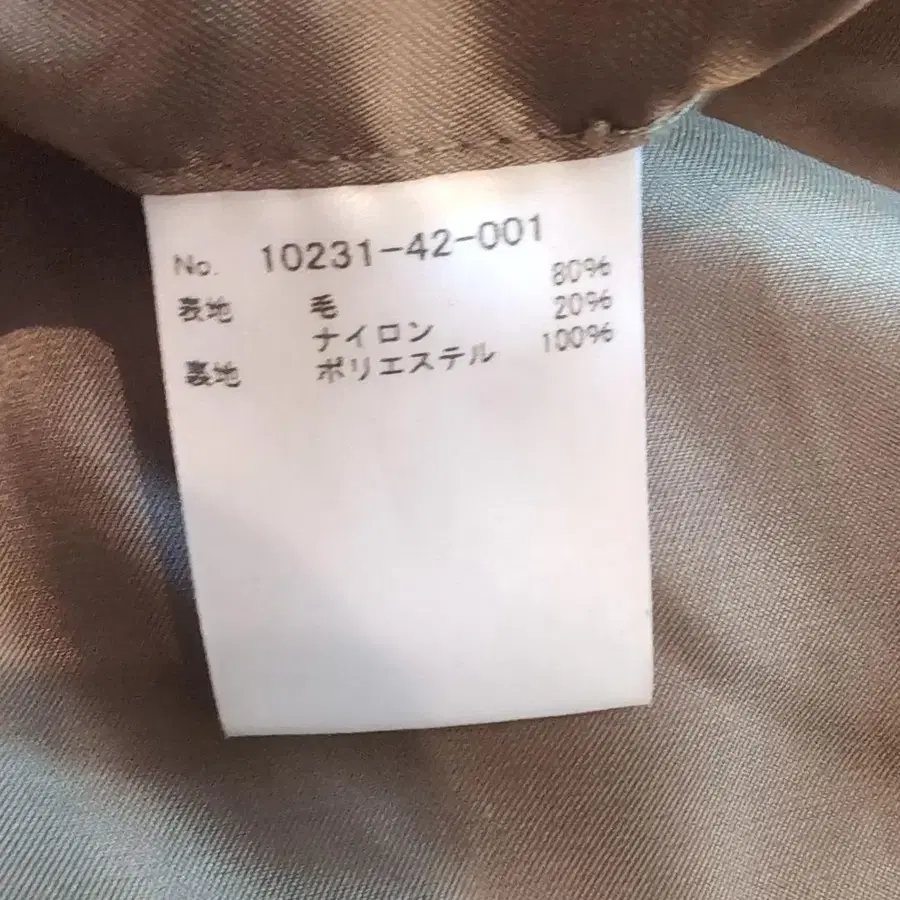 No. 10231-42-001
表地 毛 80%
ナイロン 20%
裏地 ポリエステル 100%